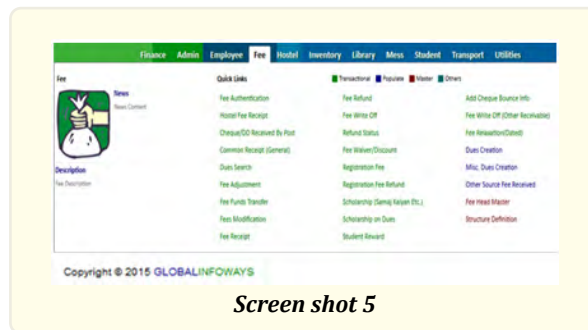 Finance Admin Employee Fee Hostel Inventory Library Mess Student Transport Utilities
Fee
News
News Content
Description
Fee Description
Quick Links
Transactional Populate Master Others
Fee Authentication
Hostel Fee Receipt
Cheque/DD Received By Post
Common Receipt (General)
Dues Search
Fee Adjustment
Fee Funds Transfer
Fees Modification
Fee Receipt
Fee Refund
Fee Write Off
Refund Status
Fee Waiver/Discount
Registration Fee
Registration Fee Refund
Scholarship (Samaj Kalyan Etc.)
Scholarship on Dues
Student Reward
Add Cheque Bounce Info
Fee Write Off (Other Receivable)
Fee Relaxation(Dated)
Dues Creation
Misc. Dues Creation
Other Source Fee Received
Fee Head Master
Structure Definition
Copyright © 2015 GLOBALINFOWAYS
Screen shot 5